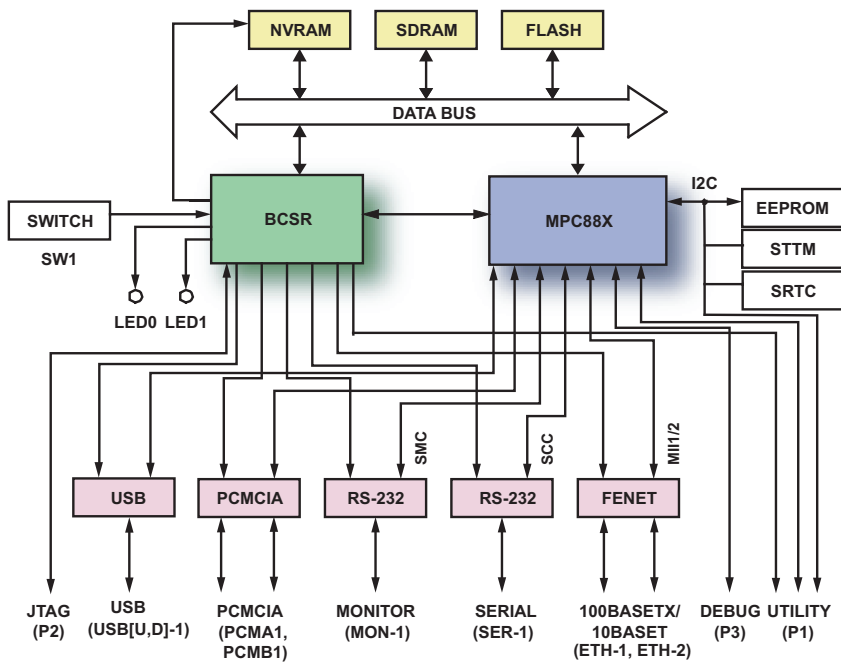 NVRAM
SDRAM
FLASH
DATA BUS
SWITCH
SW1
BCSR
MPC88X
I2C
EEPROM
STTM
SRTC
LED0
LED1
SMC
SCC
MII1/2
USB
PCMCIA
RS-232
RS-232
FENET
JTAG
(P2)
USB
(USB[U,D]-1)
PCMCIA
(PCMA1,
PCMB1)
MONITOR
(MON-1)
SERIAL
(SER-1)
100BASETX/
10BASET
(ETH-1, ETH-2)
DEBUG
(P3)
UTILITY
(P1)